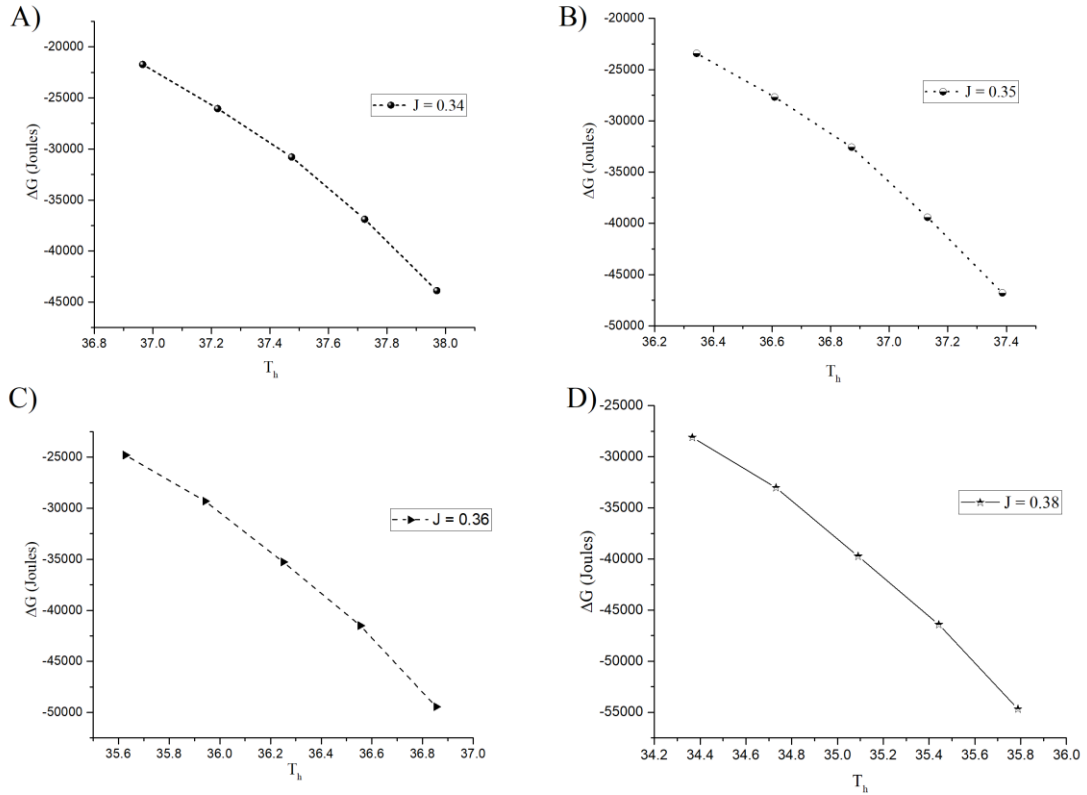 A)
-20000
-25000
-30000
-35000
-40000
-45000
ΔG (Joules)
J = 0.34
36.8 37.0 37.2 37.4 37.6 37.8 38.0
T_h
B)
-25000
-30000
-35000
-40000
-45000
-50000
ΔG (Joules)
J = 0.35
36.2 36.4 36.6 36.8 37.0 37.2 37.4
T_h
C)
-25000
-30000
-35000
-40000
-45000
-50000
ΔG (Joules)
J = 0.36
35.6 35.8 36.0 36.2 36.4 36.6 36.8 37.0
T_h
D)
-25000
-30000
-35000
-40000
-45000
-50000
-55000
ΔG (Joules)
J = 0.38
34.2 34.4 34.6 34.8 35.0 35.2 35.4 35.6 35.8 36.0
T_h